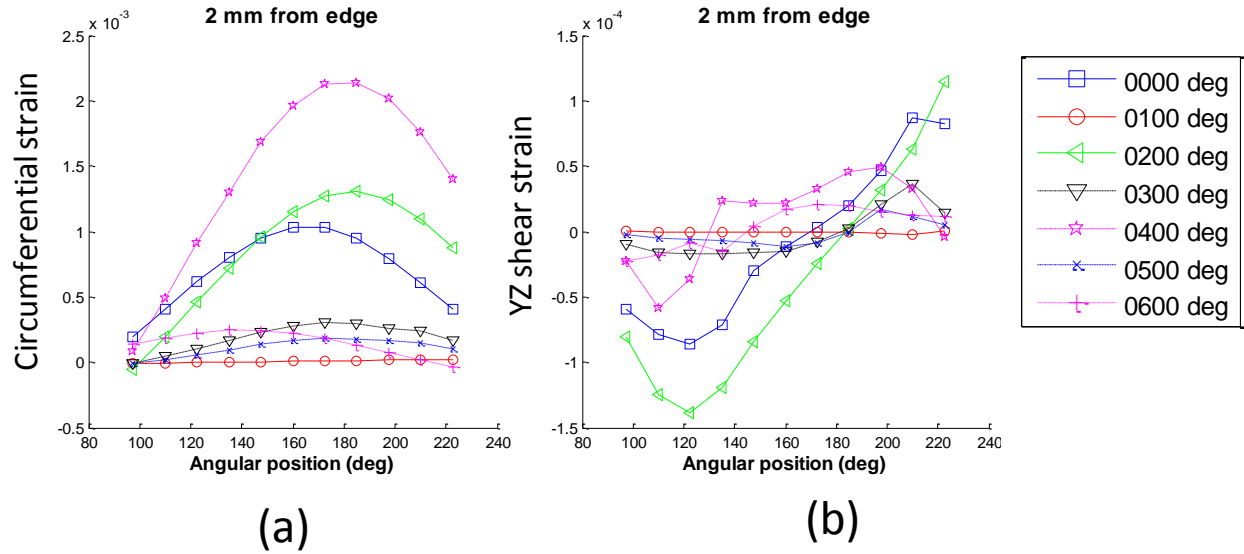 2 mm from edge
x 10⁻³
2.5
2
1.5
1
0.5
0
-0.5
80 100 120 140 160 180 200 220 240
Angular position (deg)
Circumferential strain
(a)
2 mm from edge
x 10⁻⁴
1.5
1
0.5
0
-0.5
-1
-1.5
80 100 120 140 160 180 200 220 240
Angular position (deg)
YZ shear strain
(b)
0000 deg
0100 deg
0200 deg
0300 deg
0400 deg
0500 deg
0600 deg